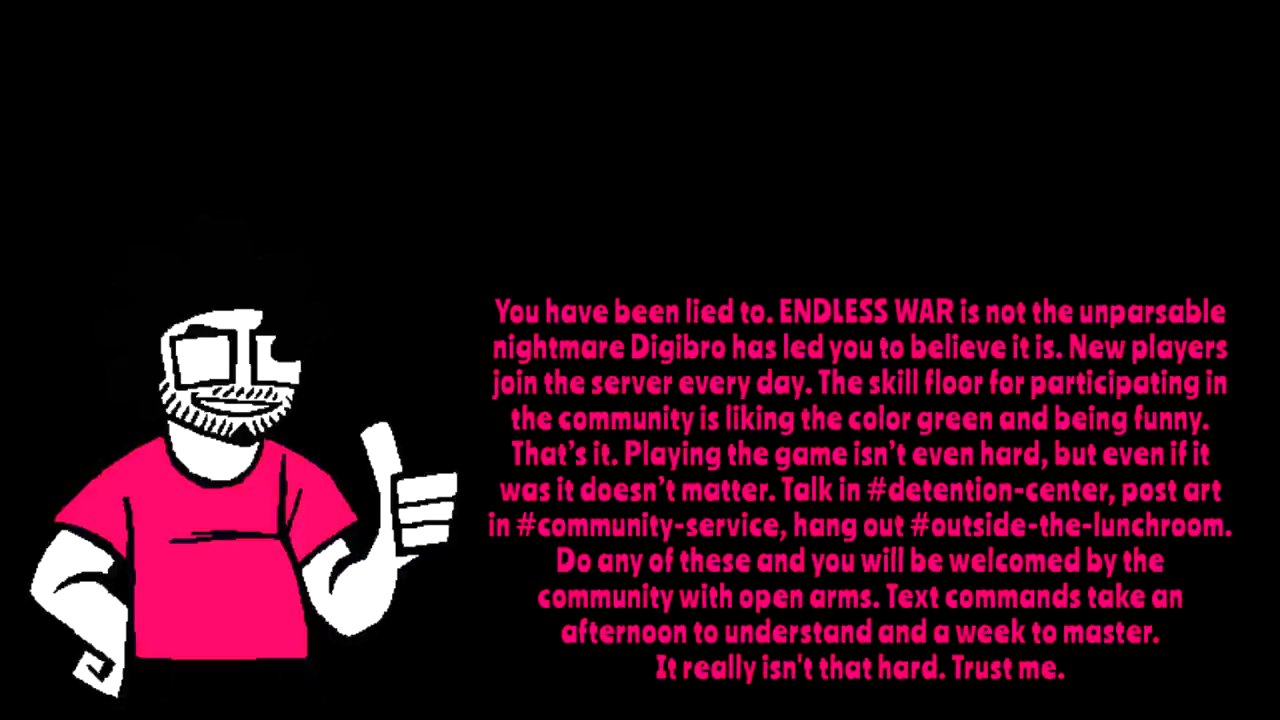 You have been lied to. ENDLESS WAR is not the unparsable
nightmare Digibro has led you to believe it is. New players
join the server every day. The skill floor for participating in
the community is liking the color green and being funny.
That’s it. Playing the game isn’t even hard, but even if it
was it doesn’t matter. Talk in #detention-center, post art
in #community-service, hang out #outside-the-lunchroom.
Do any of these and you will be welcomed by the
community with open arms. Text commands take an
afternoon to understand and a week to master.
It really isn't that hard. Trust me.